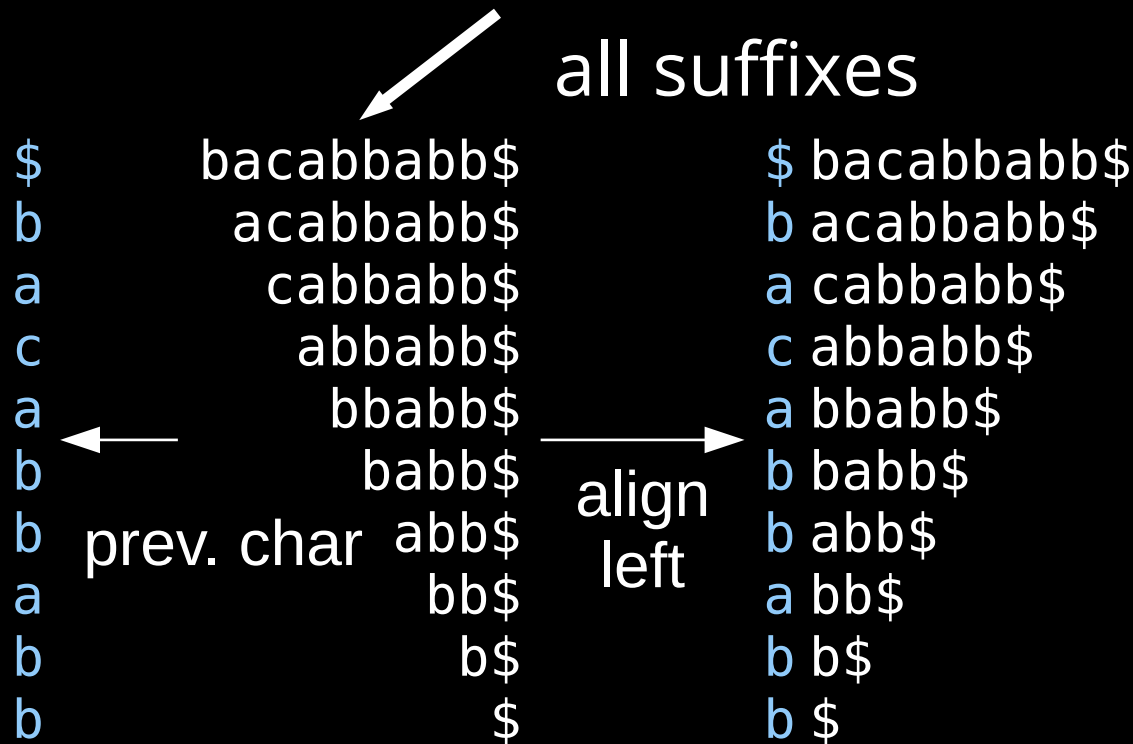 all suffixes
$ bacabbabb$ $ bacabbabb$
b acabbabb$ b acabbabb$
a cabbabb$ a cabbabb$
c abbabb$ c abbabb$
a bbabb$ a bbabb$
b babb$ b babb$
align
b abb$ b abb$
prev. char
left
a bb$ a bb$
b b$ b b$
b $ b $